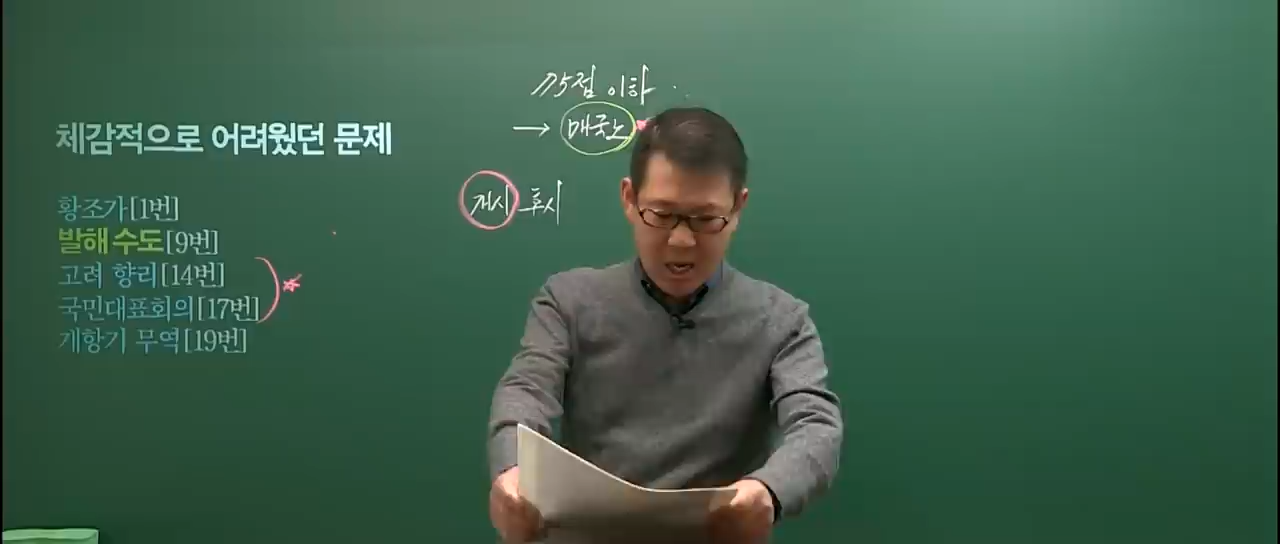 체감적으로 어려웠던 문제
황조가[1번]
발해 수도[9번]
고려 향리[14번]
국민대표회의[17번]
개항기 무역[19번]
75점 이하
→ 매국노
개시 후시